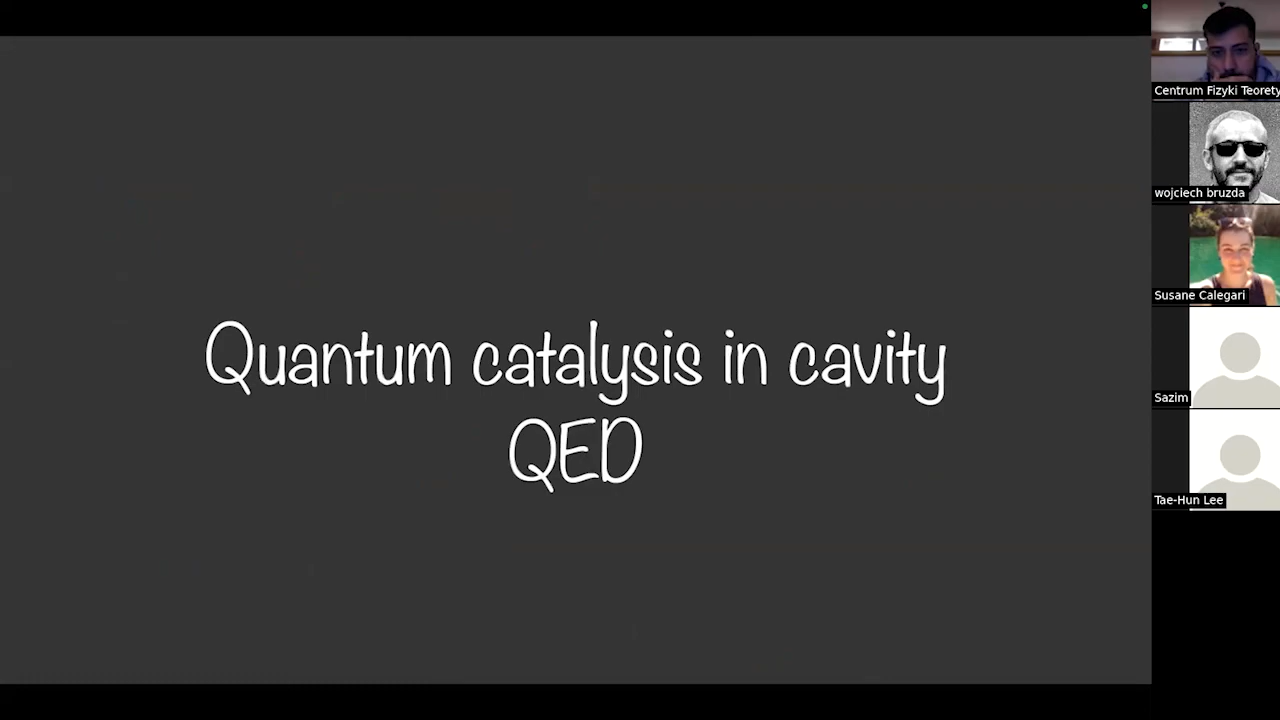 Quantum catalysis in cavity
QED
Centrum Fizyki Teorety
wojciech bruzda
Susane Calegari
Sazim
Tae-Hun Lee